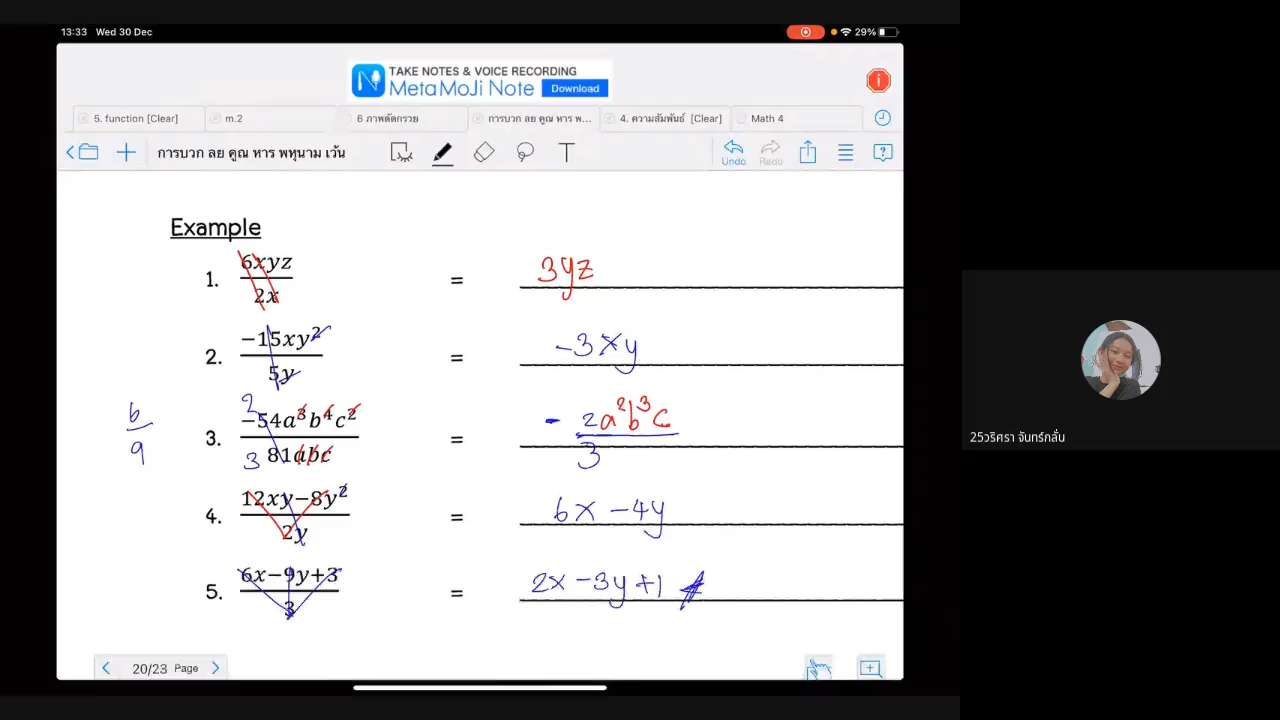 13:33 Wed 30 Dec 29%
TAKE NOTES & VOICE RECORDING
MetaMoJi Note Download
5. function [Clear] m.2 6 ภาพตัดกรวย การบวก ลย คูณ หาร พ... 4. ความสัมพันธ์ [Clear] Math 4
การบวก ลย คูณ หาร พหุนาม เว้น T Undo Redo
Example
1. 6xyz/2x = 3yz
2. -15xy²/5y = -3xy
6/9 3. -54a³b⁴c²/81abc 2 3 = - 2a²b³c/3
4. 12xy-8y²/2y = 6x - 4y
5. 6x-9y+3/3 = 2x - 3y + 1
25วริศรา จันทร์กลั่น
20/23 Page